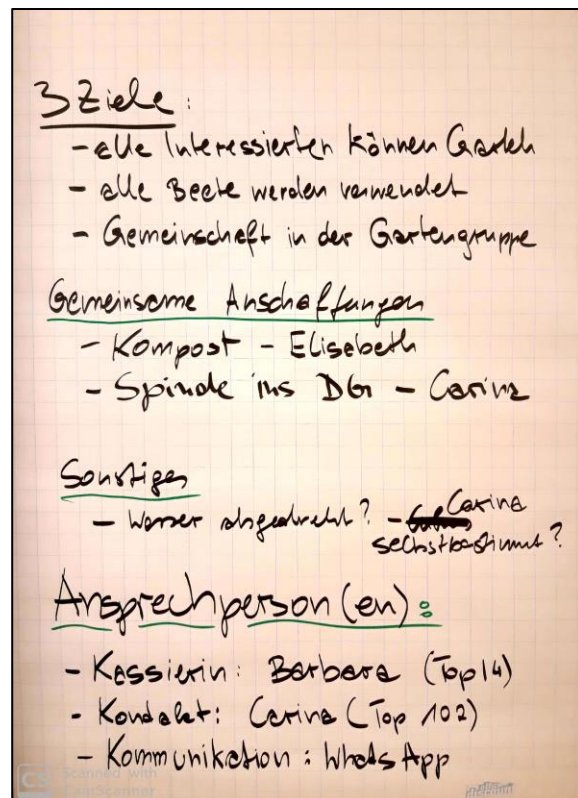 3 Ziele:
- alle Interessierten können Garteln
- alle Beete werden verwendet
- Gemeinschaft in der Gartengruppe
Gemeinsame Anschaffungen
- Kompost - Elisabeth
- Spinde ins DG - Carina
Sonstiges
- Wasser abgedreht? - Carina
selbstbestimmt?
Ansprechperson(en):
- Kassierin: Barbara (Top 14)
- Kontakt: Carina (Top 102)
- Kommunikation: WhatsApp
CS Scanned with
CamScanner